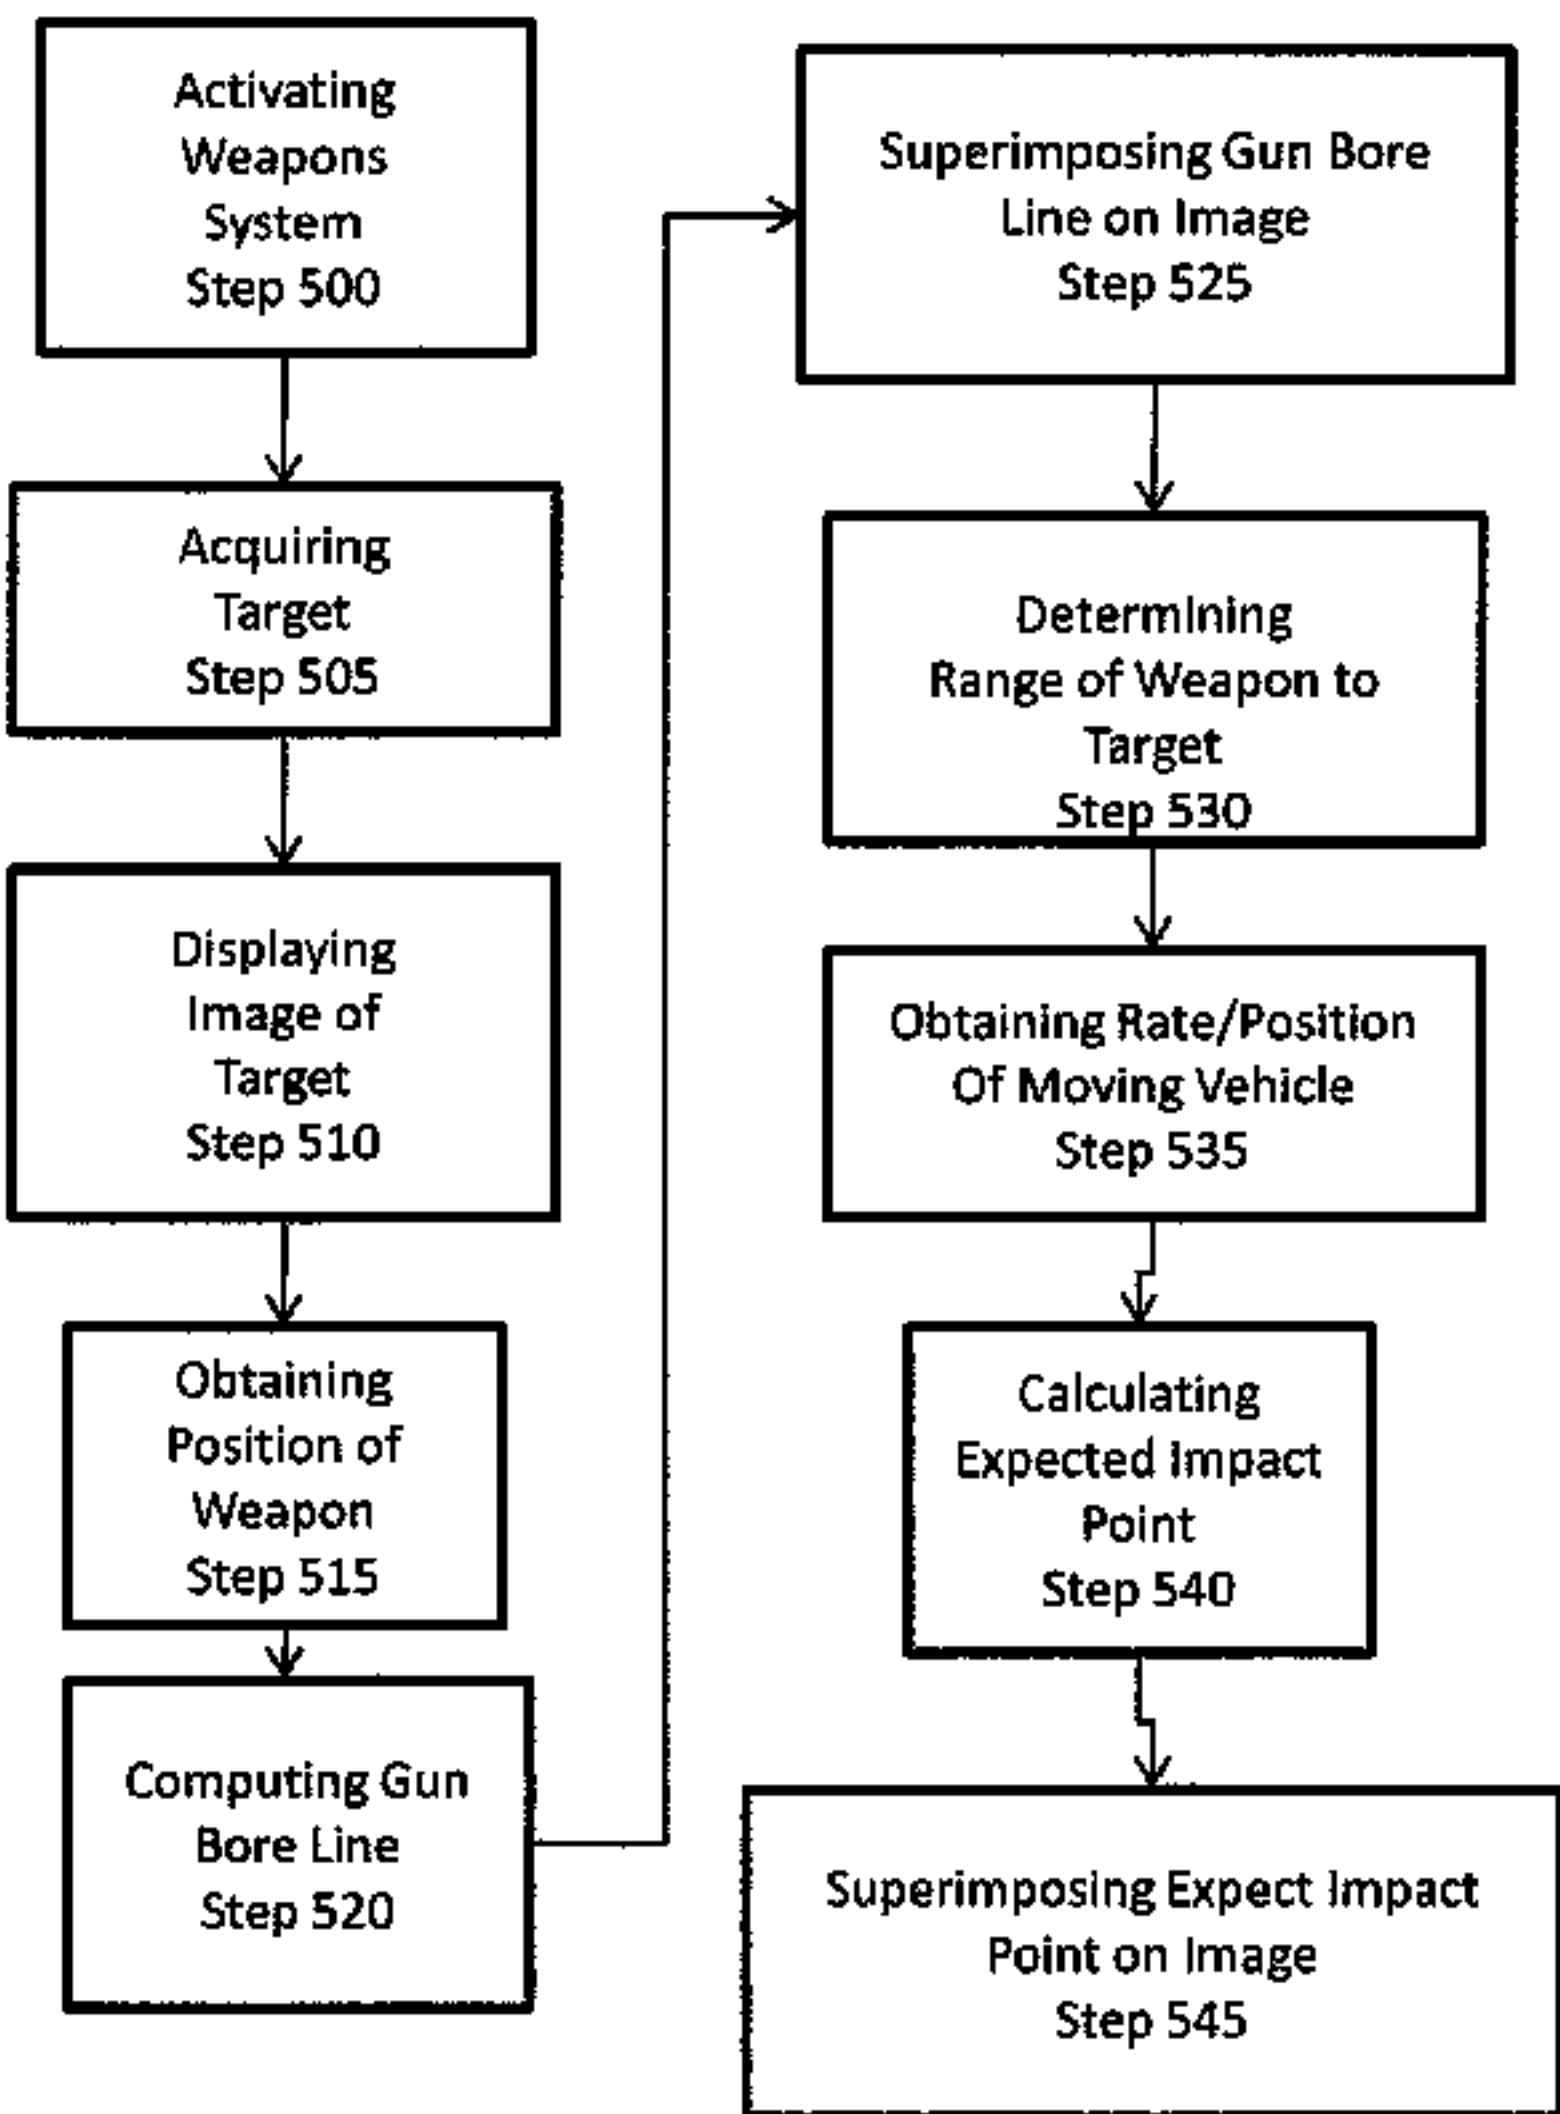 Activating
Weapons
System
Step 500
Acquiring
Target
Step 505
Displaying
Image of
Target
Step 510
Obtaining
Position of
Weapon
Step 515
Computing Gun
Bore Line
Step 520
Superimposing Gun Bore
Line on Image
Step 525
Determining
Range of Weapon to
Target
Step 530
Obtaining Rate/Position
Of Moving Vehicle
Step 535
Calculating
Expected Impact
Point
Step 540
Superimposing Expect Impact
Point on Image
Step 545